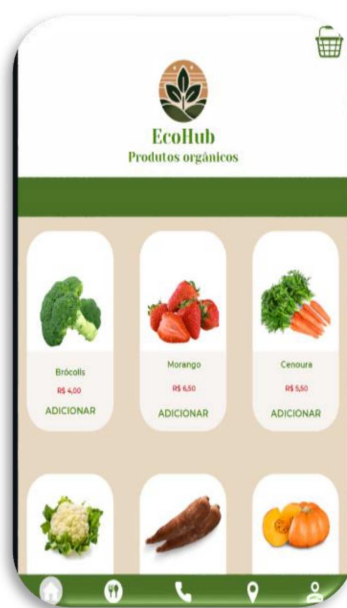 EcoHub
Produtos orgânicos
Brócolis
Morango
Cenoura
R$ 4,00
R$ 6,50
R$ 5,50
ADICIONAR
ADICIONAR
ADICIONAR